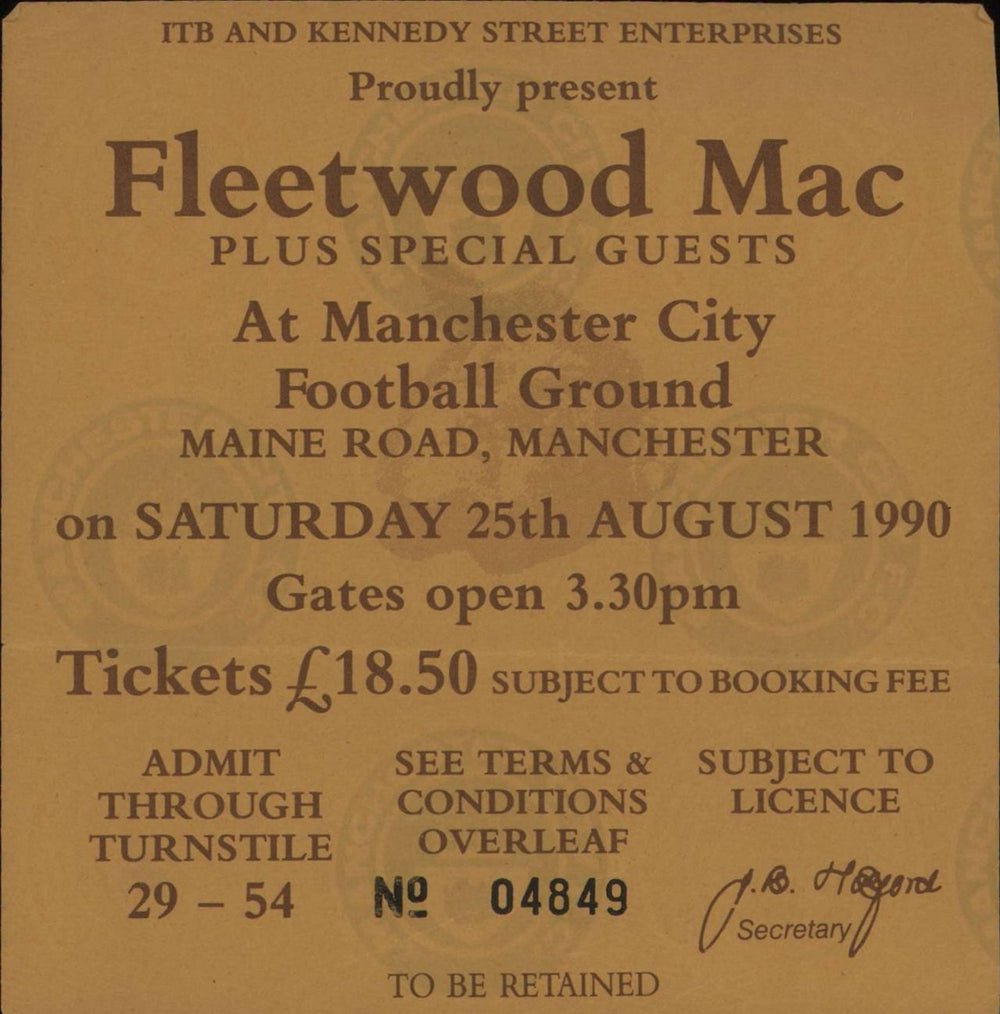 ITB AND KENNEDY STREET ENTERPRISES
Proudly present
Fleetwood Mac
PLUS SPECIAL GUESTS
At Manchester City
Football Ground
MAINE ROAD, MANCHESTER
on SATURDAY 25th AUGUST 1990
Gates open 3.30pm
Tickets £18.50 SUBJECT TO BOOKING FEE
ADMIT
THROUGH
TURNSTILE
29 – 54
SEE TERMS &
CONDITIONS
OVERLEAF
Nº 04849
SUBJECT TO
LICENCE
J.B.
Secretary
TO BE RETAINED